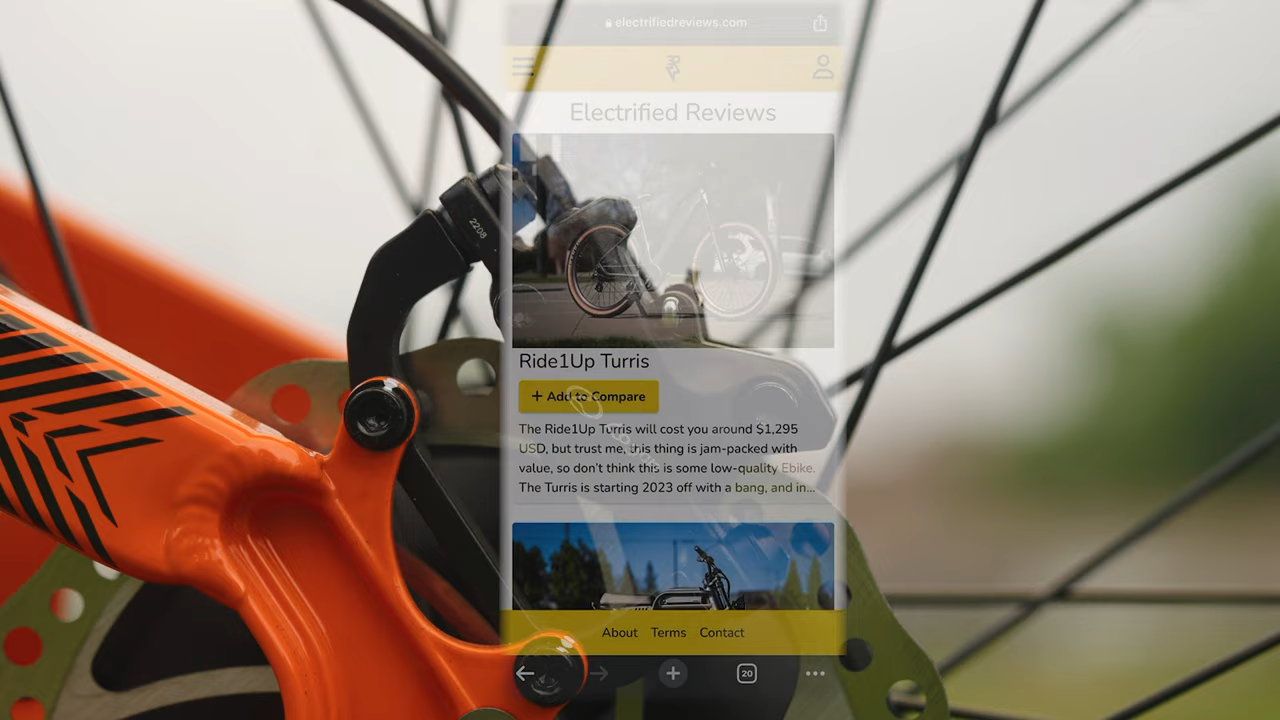 electrifiedreviews.com
Electrified Reviews
2208
Ride1Up Turris
+ Add to Compare
The Ride1Up Turris will cost you around $1,295
USD, but trust me, this thing is jam-packed with
value, so don't think this is some low-quality Ebike.
The Turris is starting 2023 off with a bang, and in...
About Terms Contact
20